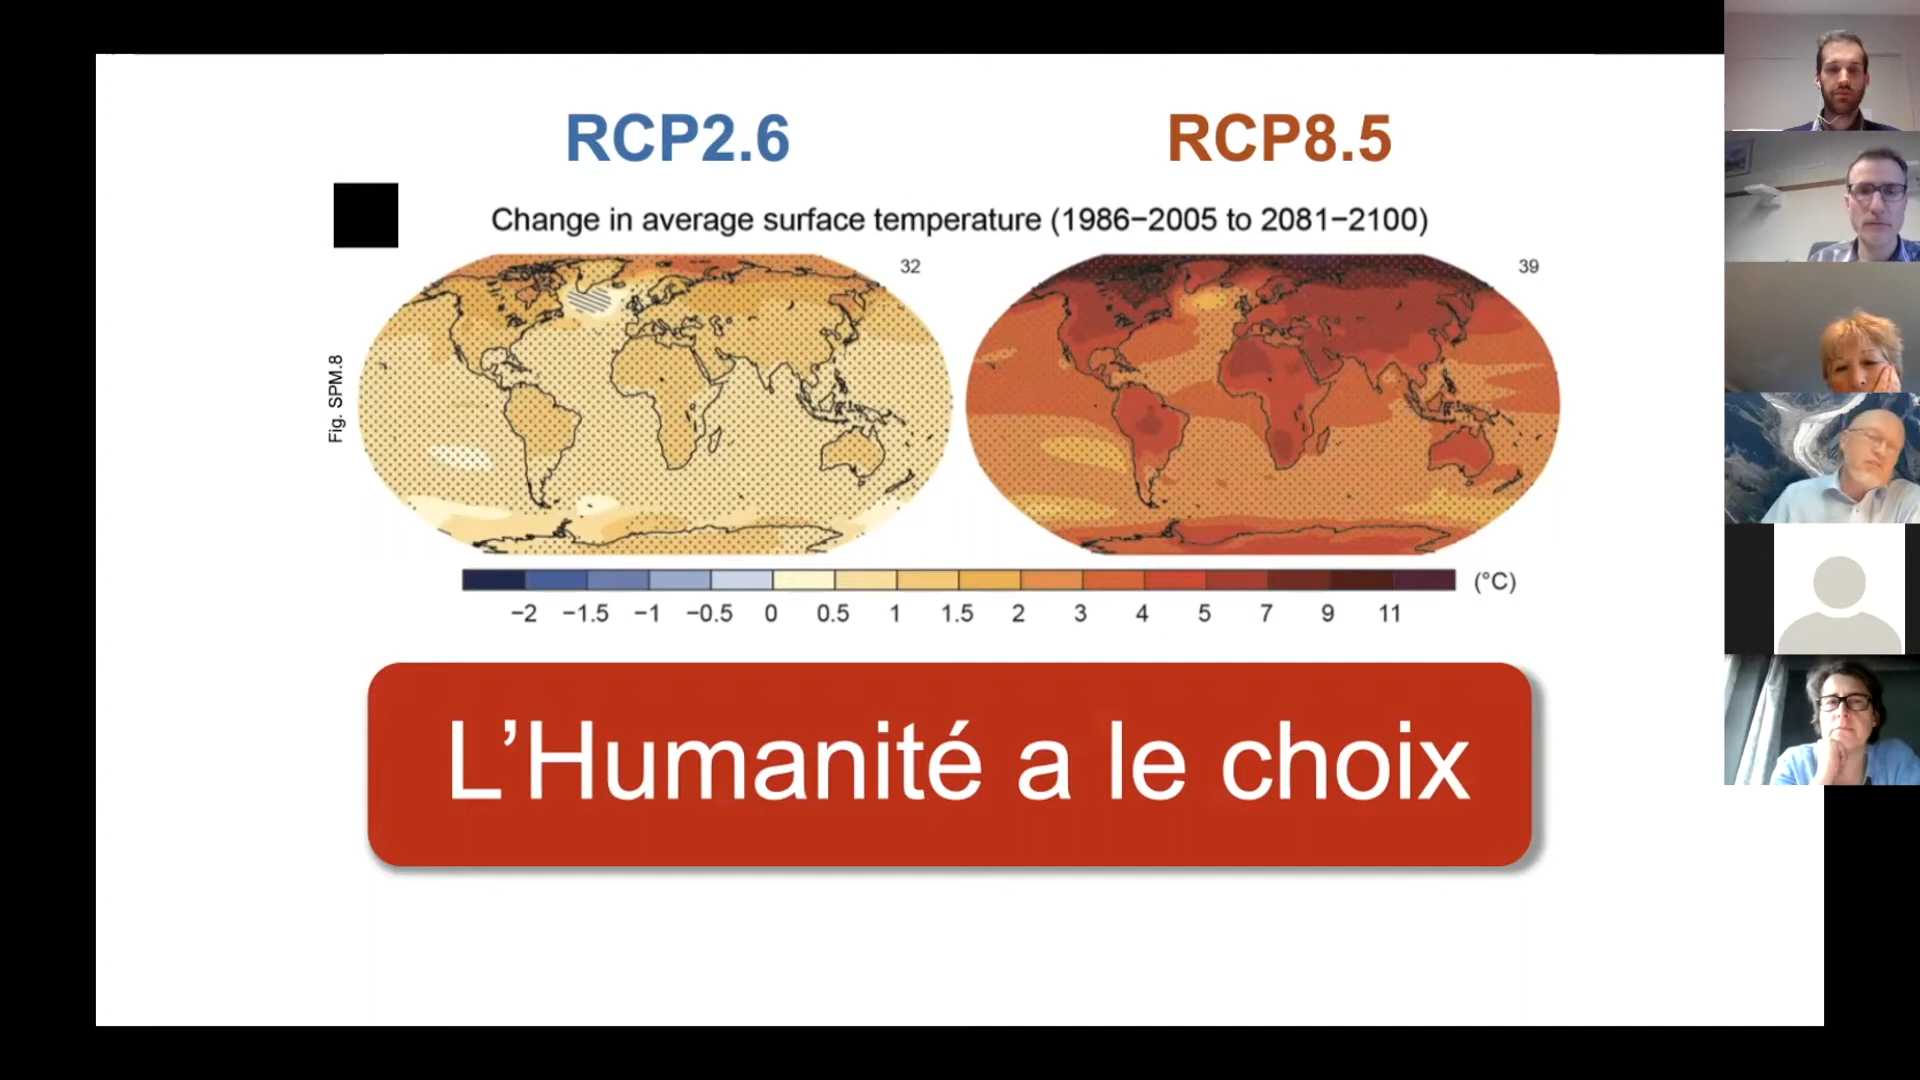 RCP2.6
RCP8.5
Change in average surface temperature (1986−2005 to 2081−2100)
32
39
Fig. SPM.8
(°C)
−2 −1.5 −1 −0.5 0 0.5 1 1.5 2 3 4 5 7 9 11
L’Humanité a le choix